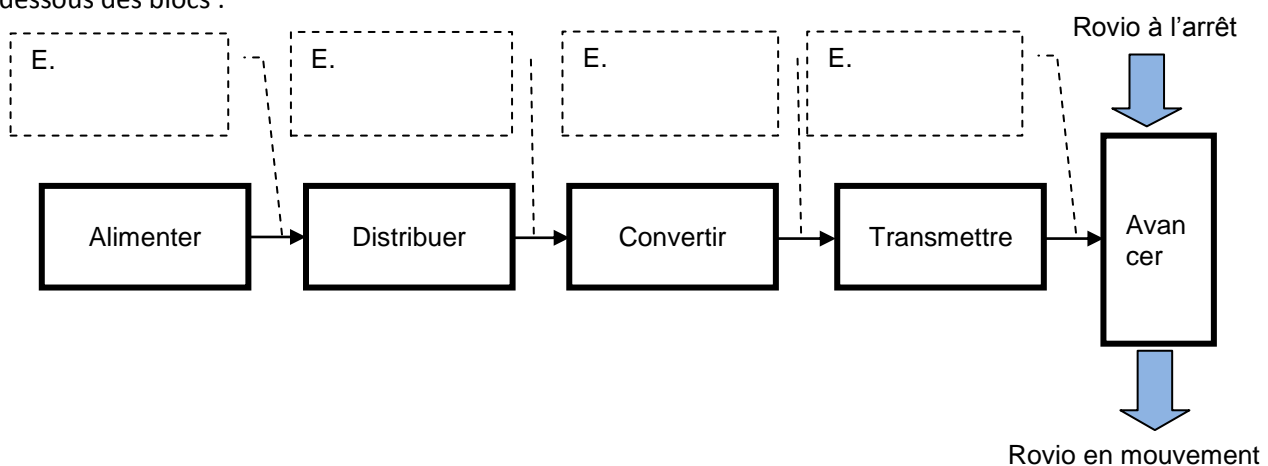 dessous des blocs :
Rovio à l’arrêt
E.
E.
E.
E.
Alimenter
Distribuer
Convertir
Transmettre
Avan
cer
Rovio en mouvement